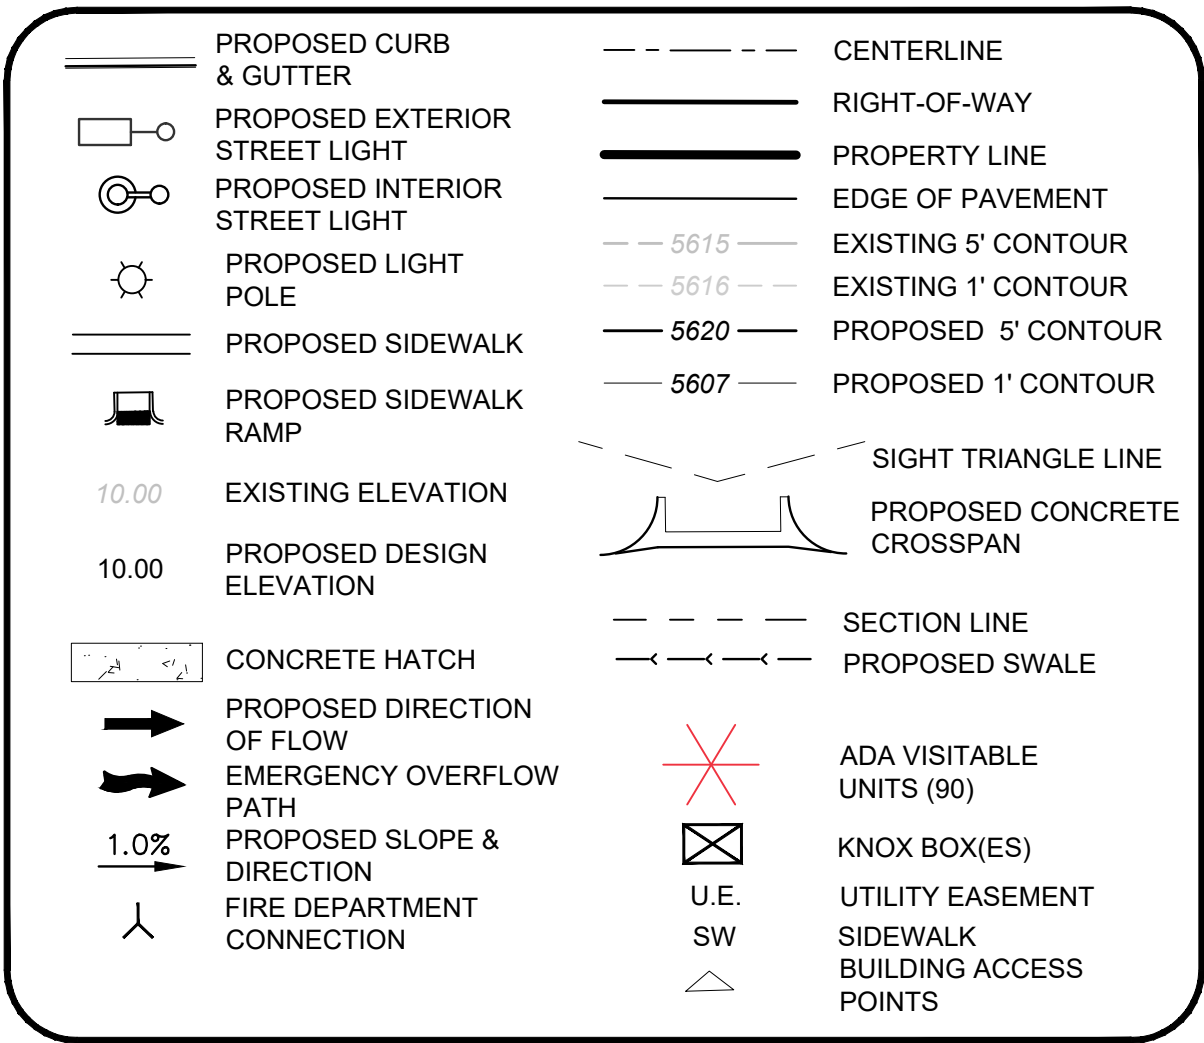 PROPOSED CURB
& GUTTER
PROPOSED EXTERIOR
STREET LIGHT
PROPOSED INTERIOR
STREET LIGHT
PROPOSED LIGHT
POLE
PROPOSED SIDEWALK
PROPOSED SIDEWALK
RAMP
10.00
EXISTING ELEVATION
10.00
PROPOSED DESIGN
ELEVATION
CONCRETE HATCH
PROPOSED DIRECTION
OF FLOW
EMERGENCY OVERFLOW
PATH
1.0%
PROPOSED SLOPE &
DIRECTION
FIRE DEPARTMENT
CONNECTION
CENTERLINE
RIGHT-OF-WAY
PROPERTY LINE
EDGE OF PAVEMENT
5615 EXISTING 5' CONTOUR
5616 EXISTING 1' CONTOUR
5620 PROPOSED 5' CONTOUR
5607 PROPOSED 1' CONTOUR
SIGHT TRIANGLE LINE
PROPOSED CONCRETE
CROSSPAN
SECTION LINE
PROPOSED SWALE
ADA VISITABLE
UNITS (90)
KNOX BOX(ES)
U.E. UTILITY EASEMENT
SW SIDEWALK
BUILDING ACCESS
POINTS